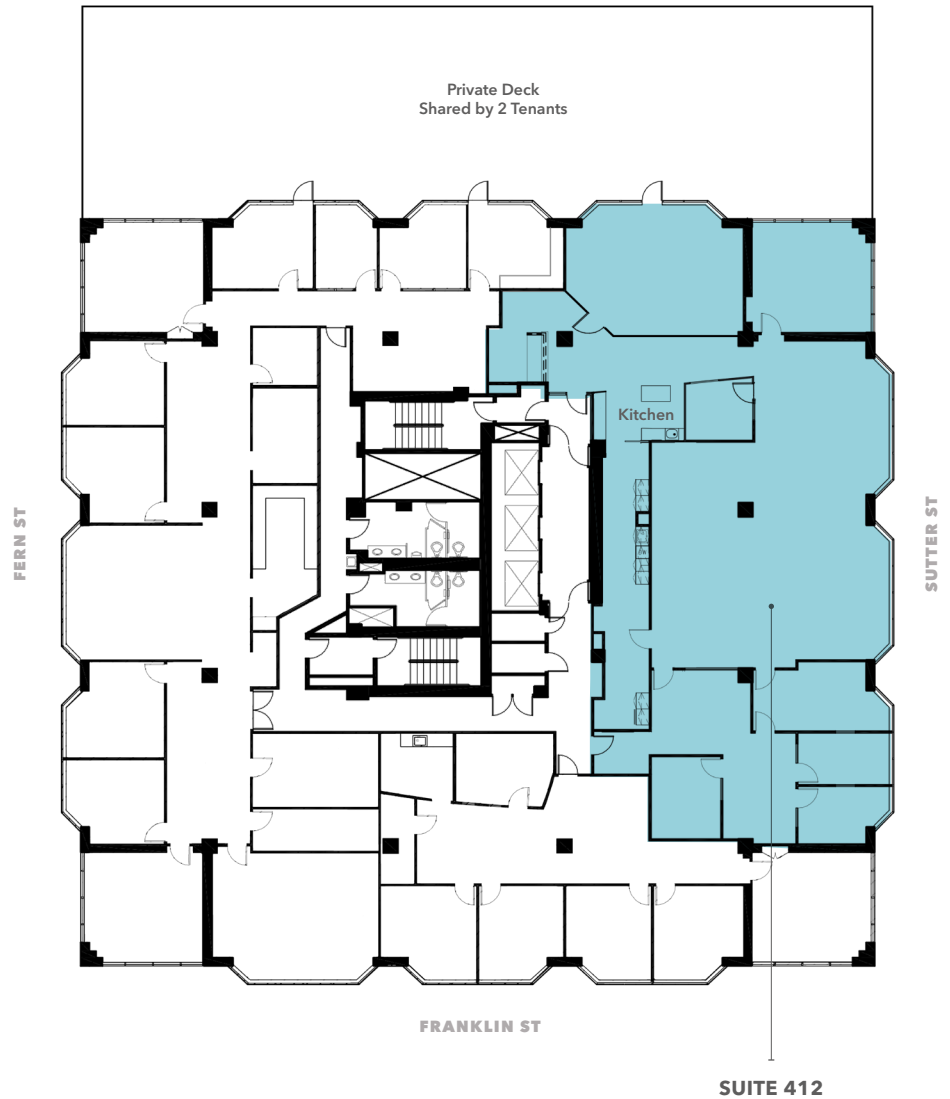 Private Deck
Shared by 2 Tenants
Kitchen
FERN ST
SUTTER ST
FRANKLIN ST
SUITE 412